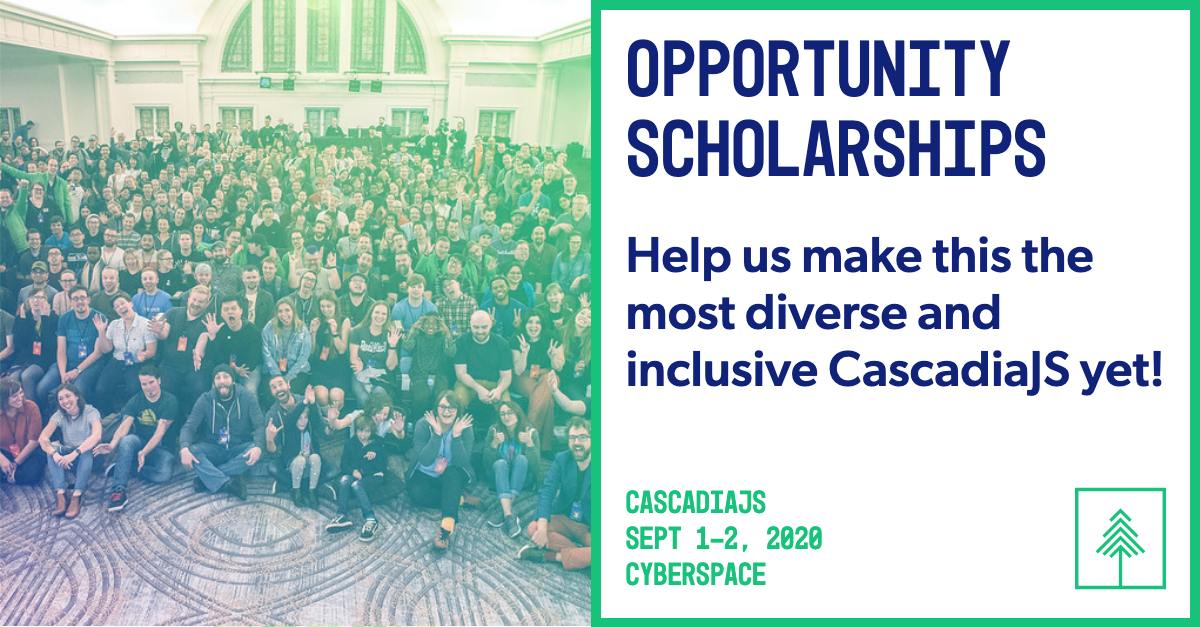 OPPORTUNITY
SCHOLARSHIPS
Help us make this the
most diverse and
inclusive CascadiaJS yet!
CASCADIAJS
SEPT 1–2, 2020
CYBERSPACE